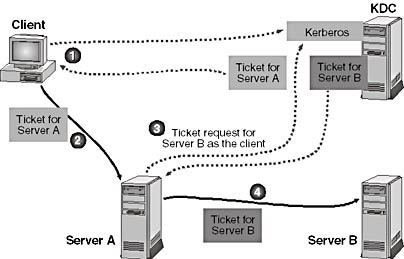 Client
KDC
Kerberos
1
Ticket for
Server A
Ticket for
Server B
Ticket for
Server A
2
3
Ticket request for
Server B as the client
4
Ticket for
Server B
Server A
Server B